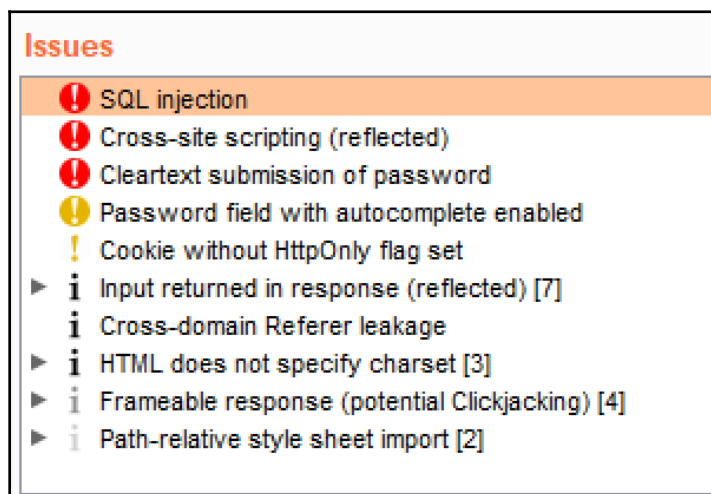 Issues
SQL injection
Cross-site scripting (reflected)
Cleartext submission of password
Password field with autocomplete enabled
Cookie without HttpOnly flag set
Input returned in response (reflected) [7]
Cross-domain Referer leakage
HTML does not specify charset [3]
Frameable response (potential Clickjacking) [4]
Path-relative style sheet import [2]